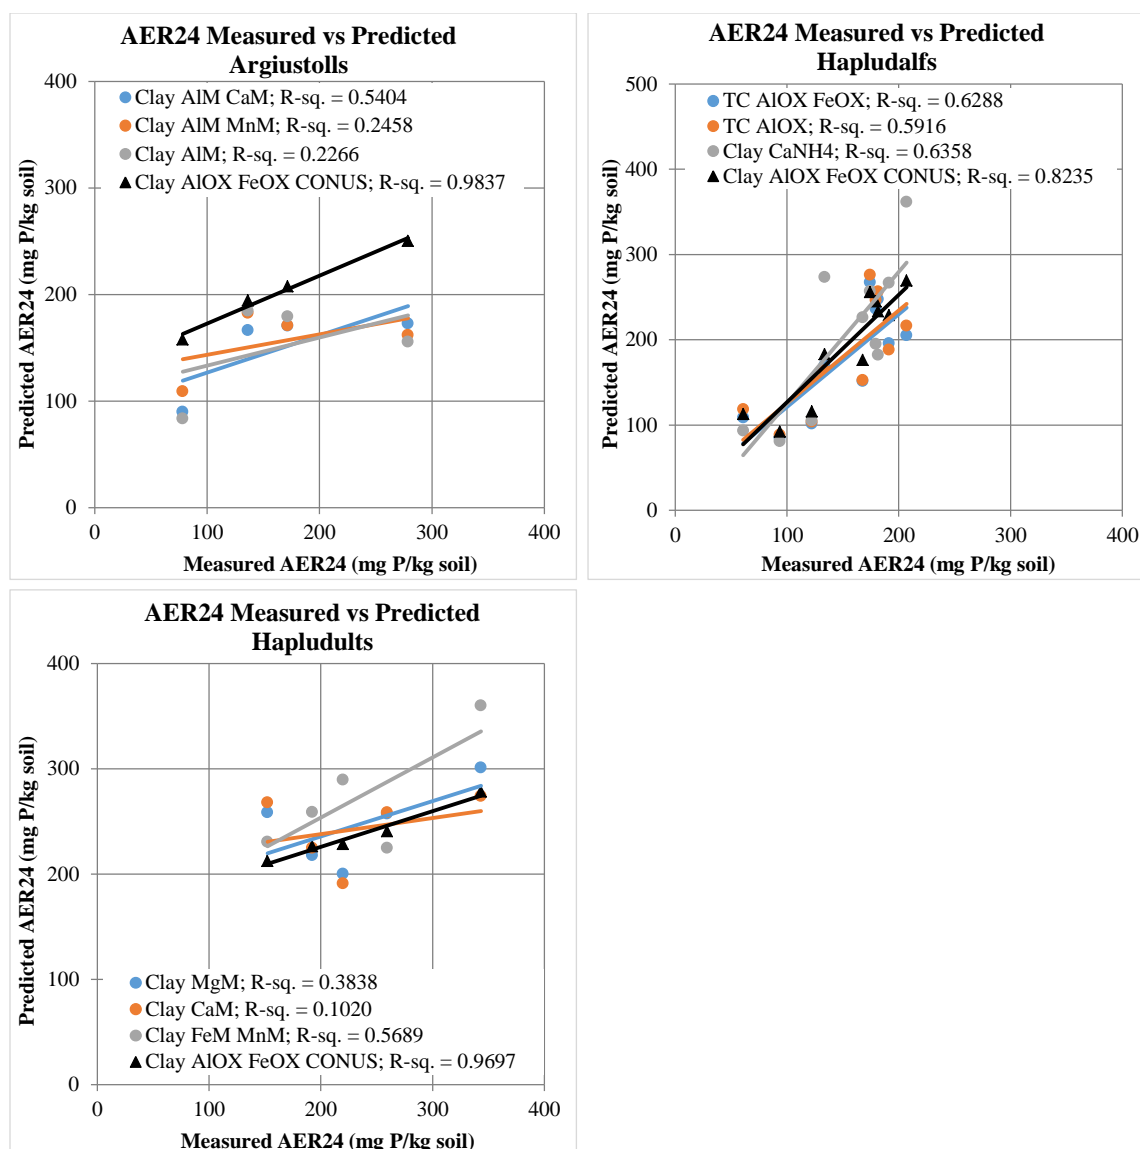 AER24 Measured vs Predicted
Argiustolls
Predicted AER24 (mg P/kg soil)
400
300
200
100
0
Clay AlM CaM; R-sq. = 0.5404
Clay AlM MnM; R-sq. = 0.2458
Clay AlM; R-sq. = 0.2266
Clay AlOX FeOX CONUS; R-sq. = 0.9837
0 100 200 300 400
Measured AER24 (mg P/kg soil)
AER24 Measured vs Predicted
Hapludalfs
Predicted AER24 (mg P/kg soil)
500
400
300
200
100
0
TC AlOX FeOX; R-sq. = 0.6288
TC AlOX; R-sq. = 0.5916
Clay CaNH4; R-sq. = 0.6358
Clay AlOX FeOX CONUS; R-sq. = 0.8235
0 100 200 300 400
Measured AER24 (mg P/kg soil)
AER24 Measured vs Predicted
Hapludults
Predicted AER24 (mg P/kg soil)
400
300
200
100
0
Clay MgM; R-sq. = 0.3838
Clay CaM; R-sq. = 0.1020
Clay FeM MnM; R-sq. = 0.5689
Clay AlOX FeOX CONUS; R-sq. = 0.9697
0 100 200 300 400
Measured AER24 (mg P/kg soil)